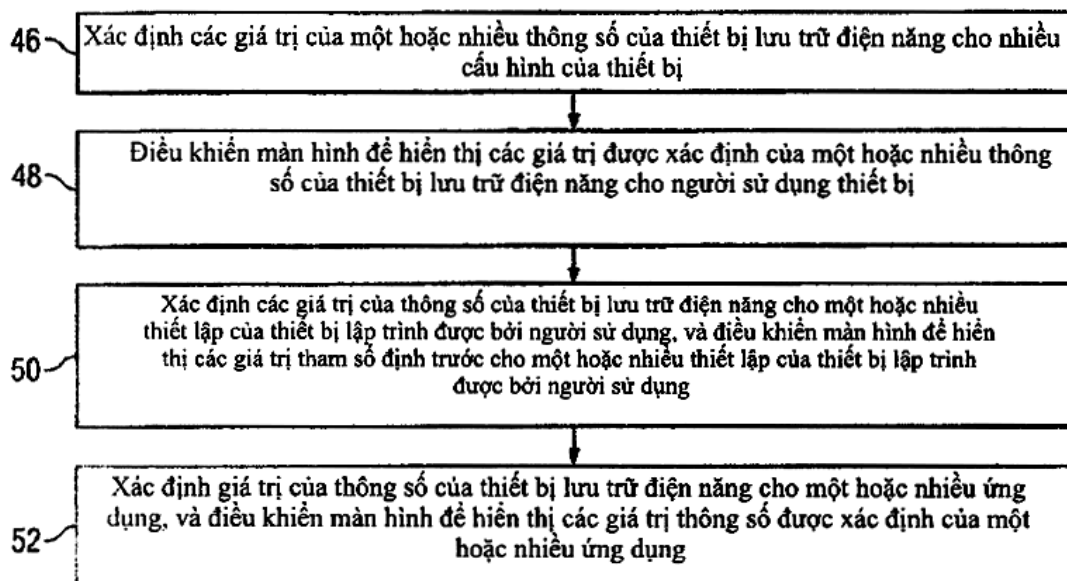 46 Xác định các giá trị của một hoặc nhiều thông số của thiết bị lưu trữ điện năng cho nhiều
cấu hình của thiết bị
48 Điều khiển màn hình để hiển thị các giá trị được xác định của một hoặc nhiều thông
số của thiết bị lưu trữ điện năng cho người sử dụng thiết bị
50 Xác định các giá trị của thông số của thiết bị lưu trữ điện năng cho một hoặc nhiều
thiết lập của thiết bị lập trình được bởi người sử dụng, và điều khiển màn hình để hiển
thị các giá trị tham số định trước cho một hoặc nhiều thiết lập của thiết bị lập trình
được bởi người sử dụng
52 Xác định giá trị của thông số của thiết bị lưu trữ điện năng cho một hoặc nhiều ứng
dụng, và điều khiển màn hình để hiển thị các giá trị thông số được xác định của một
hoặc nhiều ứng dụng